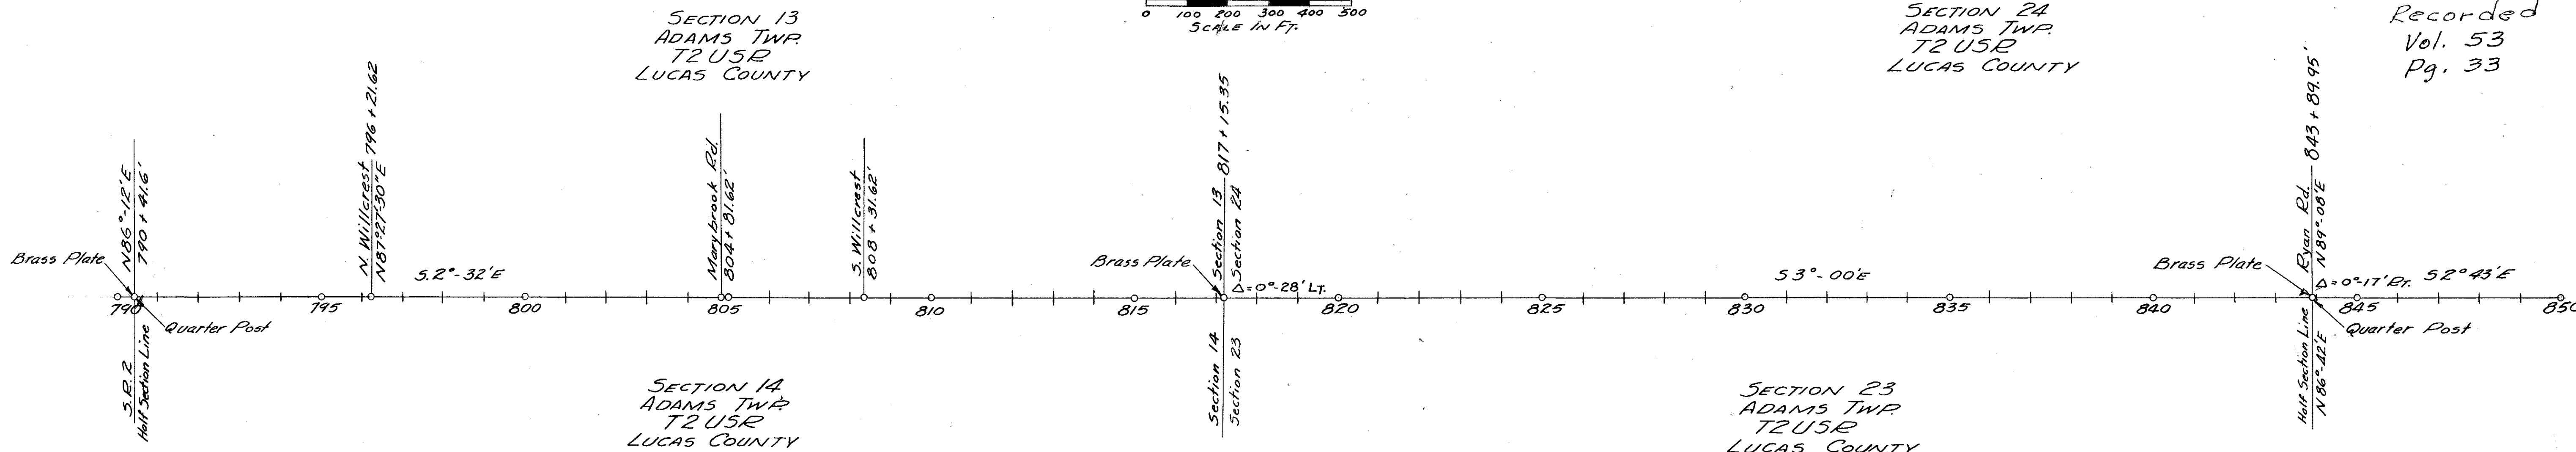 0 100 200 300 400 500
SCALE IN FT.
SECTION 13
ADAMS TWP.
T2 USR
LUCAS COUNTY
SECTION 24
ADAMS TWP.
T2 USR
LUCAS COUNTY
Recorded
Vol. 53
Pg. 33
N86°-12'E
790 + 41.6'
Brass Plate
N. Willcrest 796 + 21.62
N87°27'-30"E
S.2°-32'E
Marybrook Rd.
804 + 81.62'
S. Willcrest
808 + 31.62'
817 + 15.35
Section 13
Section 24
Brass Plate
Δ=0°-28' LT.
S3°-00'E
843 + 89.95'
Ryan Rd.
N89°-08'E
Brass Plate
Δ=0°-17' RT.
S2°43'E
790 795 800 805 810 815 820 825 830 835 840 845 850
Quarter Post
S.R. 2
Half Section Line
Section 14
Section 23
Half Section Line
N86°-42'E
Quarter Post
SECTION 14
ADAMS TWP.
T2 USR
LUCAS COUNTY
SECTION 23
ADAMS TWP.
T2 USR
LUCAS COUNTY